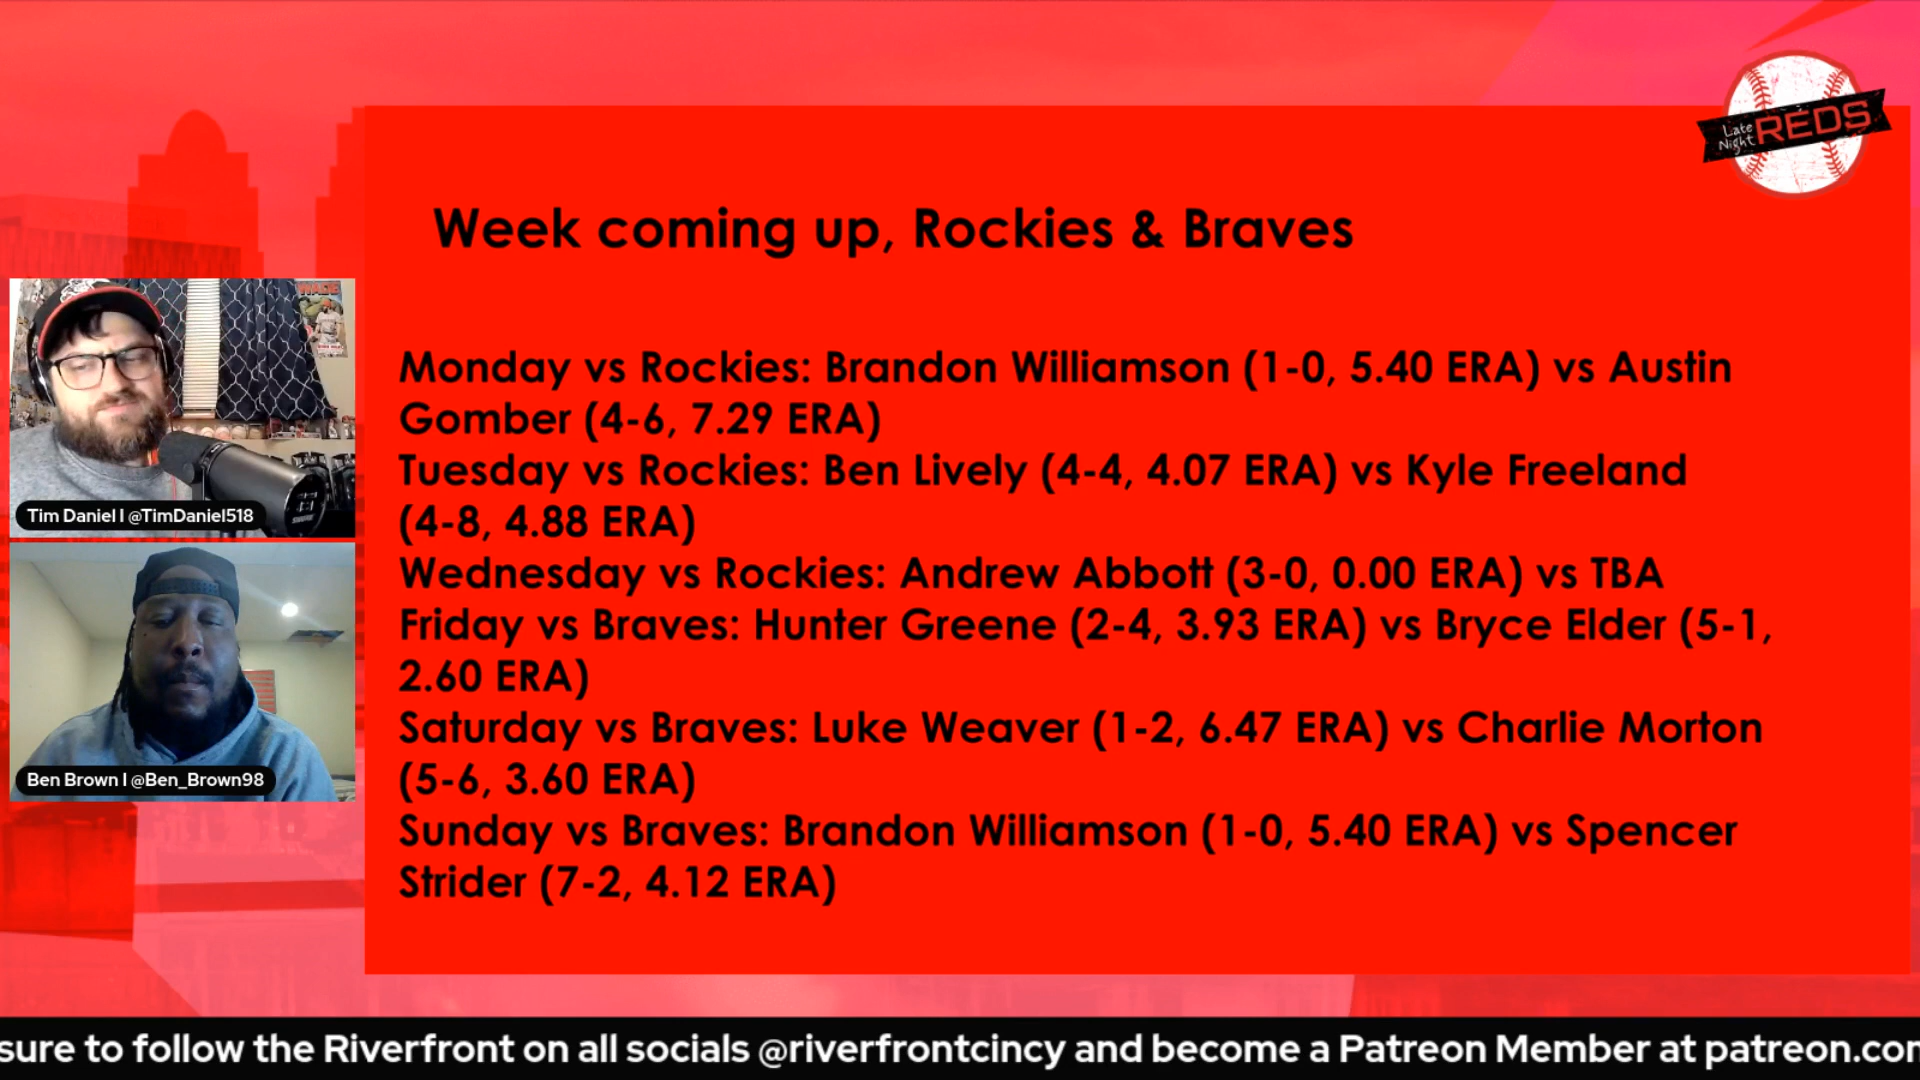 Late
Night REDS
Week coming up, Rockies & Braves
WADE
Monday vs Rockies: Brandon Williamson (1-0, 5.40 ERA) vs Austin
Gomber (4-6, 7.29 ERA)
Tuesday vs Rockies: Ben Lively (4-4, 4.07 ERA) vs Kyle Freeland
(4-8, 4.88 ERA)
Wednesday vs Rockies: Andrew Abbott (3-0, 0.00 ERA) vs TBA
Friday vs Braves: Hunter Greene (2-4, 3.93 ERA) vs Bryce Elder (5-1,
2.60 ERA)
Saturday vs Braves: Luke Weaver (1-2, 6.47 ERA) vs Charlie Morton
(5-6, 3.60 ERA)
Sunday vs Braves: Brandon Williamson (1-0, 5.40 ERA) vs Spencer
Strider (7-2, 4.12 ERA)
Tim Daniel I @TimDaniel518
Ben Brown I @Ben_Brown98
sure to follow the Riverfront on all socials @riverfrontcincy and become a Patreon Member at patreon.com